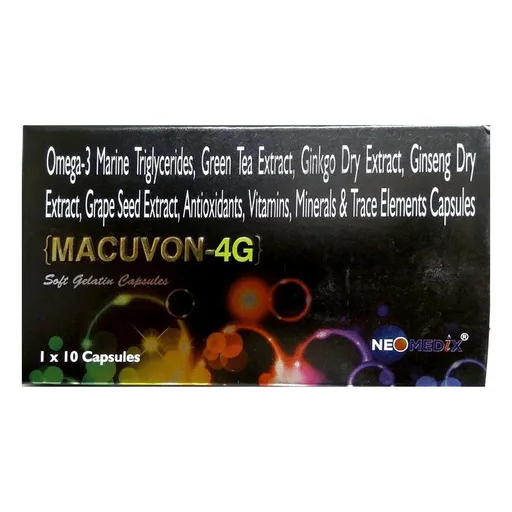 Omega-3 Marine Triglycerides, Green Tea Extract, Ginkgo Dry Extract, Ginseng Dry
Extract, Grape Seed Extract, Antioxidants, Vitamins, Minerals & Trace Elements Capsules
{MACUVON-4G}
Soft Gelatin Capsules
1 x 10 Capsules
NEOMEDiX®